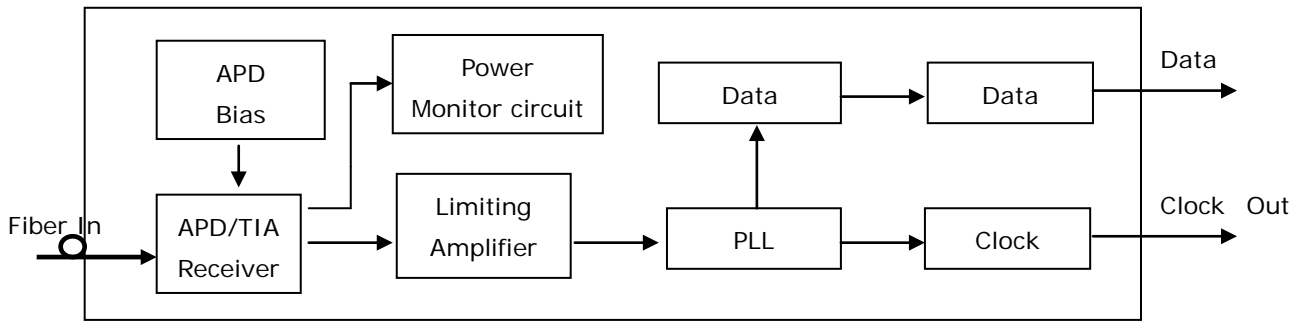 APD
Bias
Power
Monitor circuit
Data
Data
Data
Fiber In
APD/TIA
Receiver
Limiting
Amplifier
PLL
Clock
Clock Out